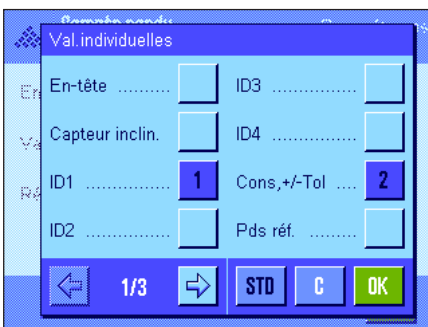 Val.individuelles
En-tête .........
Capteur inclin.
ID1 ...............
1
ID2 ...............
ID3 ...............
ID4 ...............
Cons,+/-Tol ....
2
Pds réf. ........
1/3
STD
C
OK